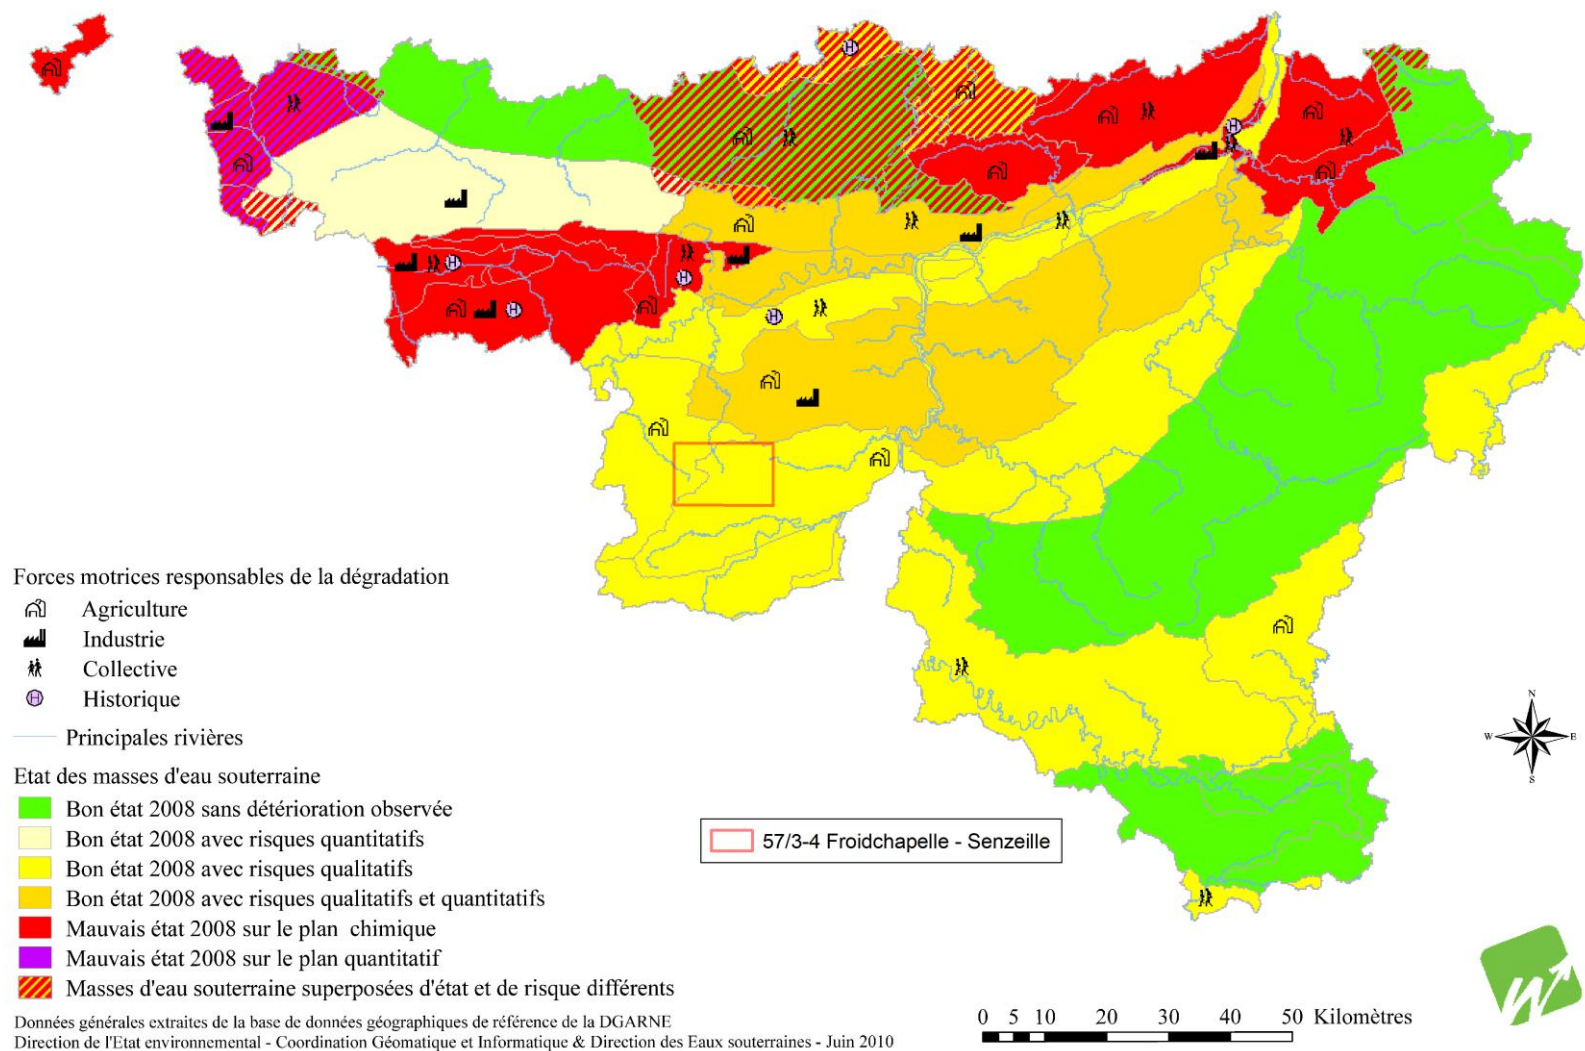 Forces motrices responsables de la dégradation
Agriculture
Industrie
Collective
Historique
Principales rivières
Etat des masses d'eau souterraine
Bon état 2008 sans détérioration observée
Bon état 2008 avec risques quantitatifs
Bon état 2008 avec risques qualitatifs
Bon état 2008 avec risques qualitatifs et quantitatifs
Mauvais état 2008 sur le plan chimique
Mauvais état 2008 sur le plan quantitatif
Masses d'eau souterraine superposées d'état et de risque différents
57/3-4 Froidchapelle - Senzeille
N
W E
S
0 5 10 20 30 40 50 Kilomètres
Données générales extraites de la base de données géographiques de référence de la DGARNE
Direction de l'Etat environnemental - Coordination Géomatique et Informatique & Direction des Eaux souterraines - Juin 2010
H
H
H
H
H
H
H
W